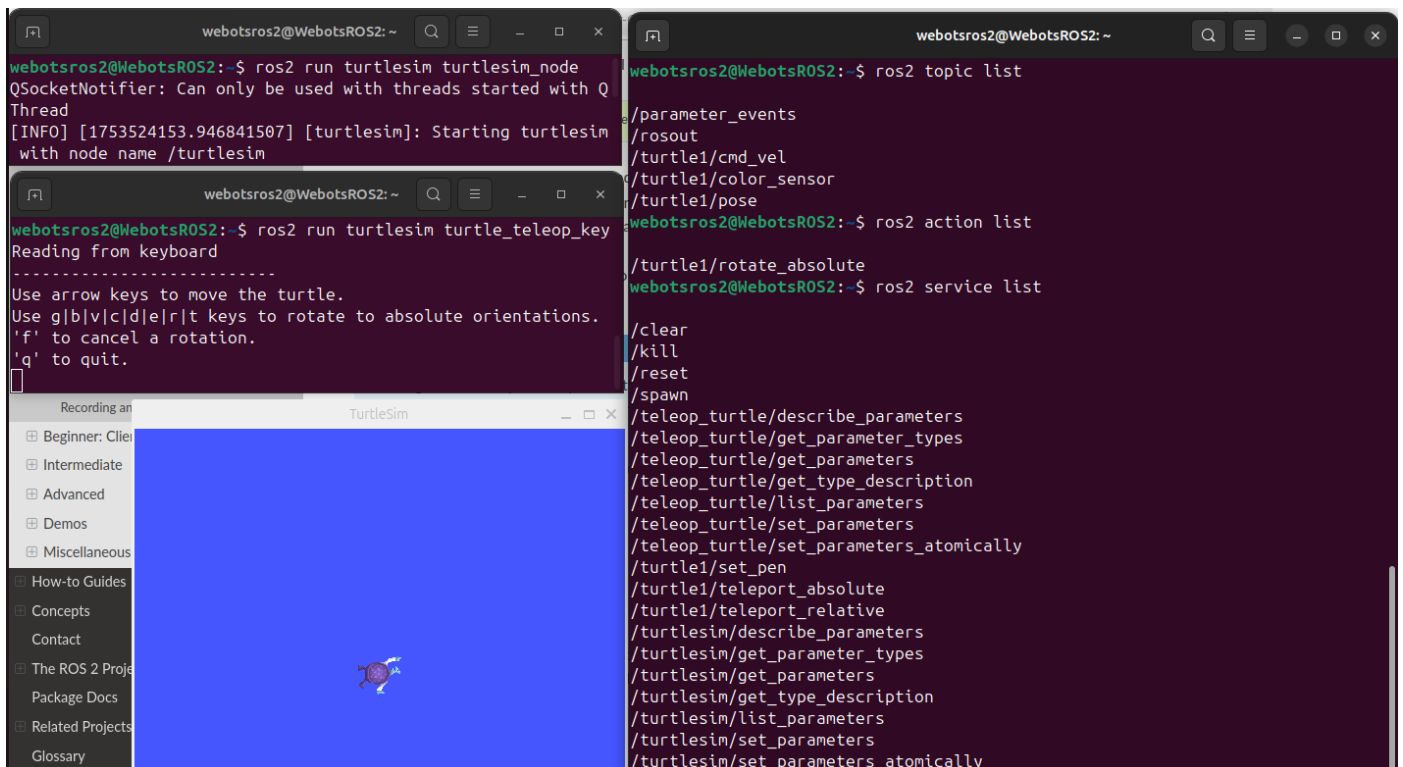 webotsros2@WebotsROS2: ~
webotsros2@WebotsROS2:~$ ros2 run turtlesim turtlesim_node
QSocketNotifier: Can only be used with threads started with Q
Thread
[INFO] [1753524153.946841507] [turtlesim]: Starting turtlesim
with node name /turtlesim
webotsros2@WebotsROS2: ~
webotsros2@WebotsROS2:~$ ros2 run turtlesim turtle_teleop_key
Reading from keyboard
---------------------------
Use arrow keys to move the turtle.
Use g|b|v|c|d|e|r|t keys to rotate to absolute orientations.
'f' to cancel a rotation.
'q' to quit.
Recording an
Beginner: Clie
Intermediate
Advanced
Demos
Miscellaneous
How-to Guides
Concepts
Contact
The ROS 2 Proje
Package Docs
Related Projects
Glossary
TurtleSim
webotsros2@WebotsROS2: ~
webotsros2@WebotsROS2:~$ ros2 topic list
/parameter_events
/rosout
/turtle1/cmd_vel
/turtle1/color_sensor
/turtle1/pose
webotsros2@WebotsROS2:~$ ros2 action list
/turtle1/rotate_absolute
webotsros2@WebotsROS2:~$ ros2 service list
/clear
/kill
/reset
/spawn
/teleop_turtle/describe_parameters
/teleop_turtle/get_parameter_types
/teleop_turtle/get_parameters
/teleop_turtle/get_type_description
/teleop_turtle/list_parameters
/teleop_turtle/set_parameters
/teleop_turtle/set_parameters_atomically
/turtle1/set_pen
/turtle1/teleport_absolute
/turtle1/teleport_relative
/turtlesim/describe_parameters
/turtlesim/get_parameter_types
/turtlesim/get_parameters
/turtlesim/get_type_description
/turtlesim/list_parameters
/turtlesim/set_parameters
/turtlesim/set_parameters_atomically